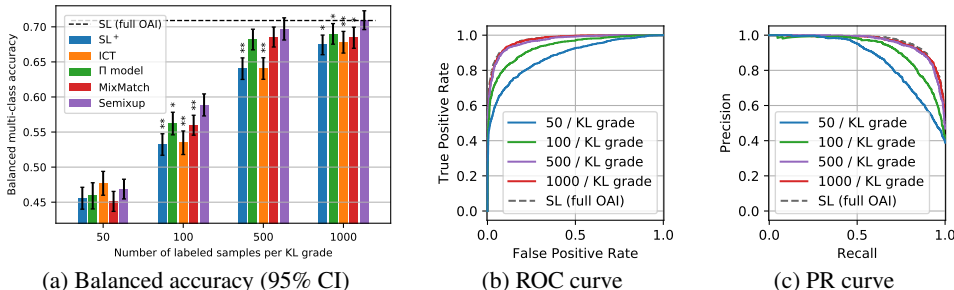 Balanced multi-class accuracy
0.70
0.65
0.60
0.55
0.50
0.45
SL (full OAI)
SL+
ICT
Π model
MixMatch
Semixup
**
*
**
**
**
**
*
*
**
*
50
100
500
1000
Number of labeled samples per KL grade
(a) Balanced accuracy (95% CI)
True Positive Rate
1.0
0.8
0.6
0.4
0.2
0.0
50 / KL grade
100 / KL grade
500 / KL grade
1000 / KL grade
SL (full OAI)
0.0
0.5
1.0
False Positive Rate
(b) ROC curve
Precision
1.0
0.8
0.6
0.4
0.2
0.0
50 / KL grade
100 / KL grade
500 / KL grade
1000 / KL grade
SL (full OAI)
0.0
0.5
1.0
Recall
(c) PR curve